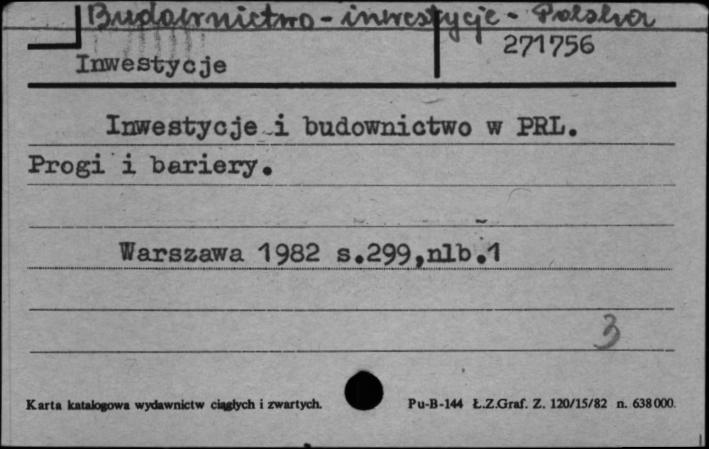 Budownictwo - inwestycje - Polska
271756
Inwestycje
Inwestycje i budownictwo w PRL.
Progi i bariery.
Warszawa 1982 s.299,nlb.1
3
Karta katalogowa wydawnictw ciągłych i zwartych.
Pu-B-144 Ł.Z.Graf. Z. 120/15/82 n. 638000.